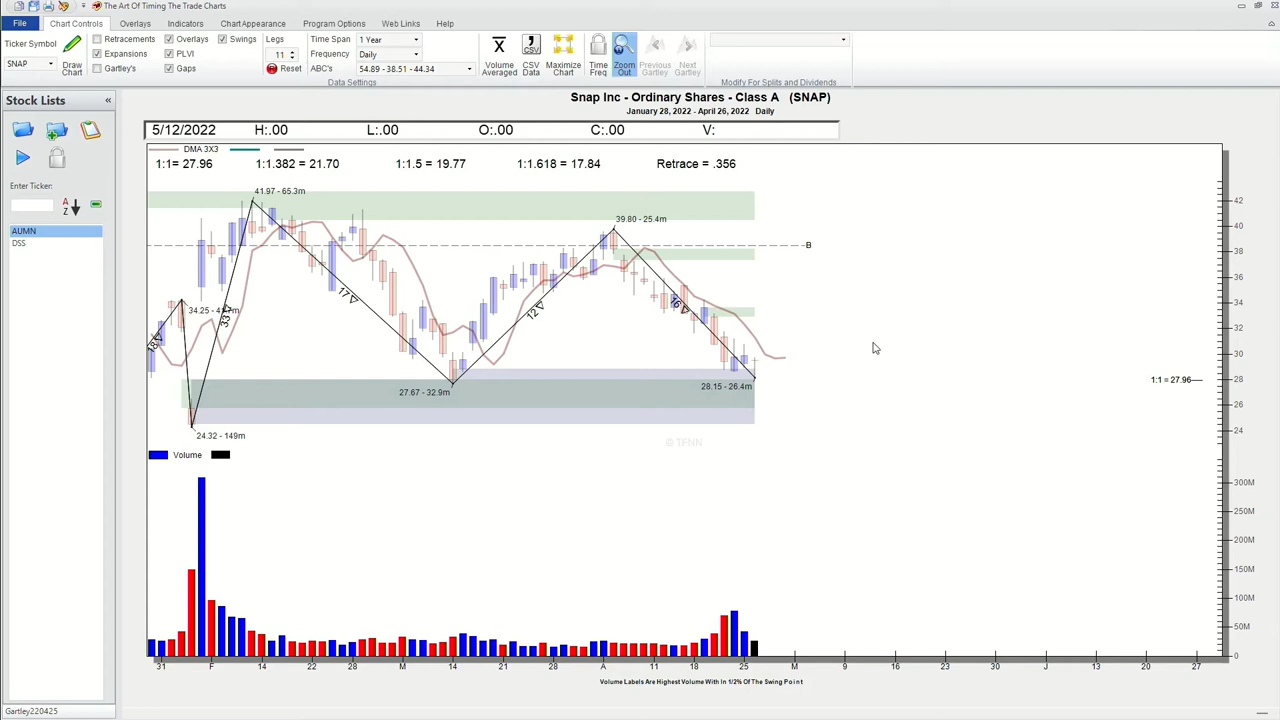 The Art of Timing The Trade Charts
File Chart Controls Overlays Indicators Chart Appearance Program Options Web Links Help
Ticker Symbol
SNAP
Draw Chart
Retracements Overlays Swings
Expansions PLVI
Gartley's Gaps
Legs
11
Reset
Time Span 1 Year
Frequency Daily
ABC's 54.89 - 38.51 - 44.34
Data Settings
Volume Averaged
CSV
CSV Data
Maximize Chart
Time Freq
Zoom Out
Previous Gartley
Next Gartley
Modify For Splits and Dividends
Stock Lists «
Enter Ticker:
A Z
AUMN
DSS
Gartley220425
Snap Inc - Ordinary Shares - Class A (SNAP)
January 28, 2022 - April 26, 2022 Daily
5/12/2022 H:.00 L:.00 O:.00 C:.00 V:
DMA 3X3
1:1= 27.96 1:1.382 = 21.70 1:1.5 = 19.77 1:1.618 = 17.84 Retrace = .356
41.97 - 65.3m
39.80 - 25.4m
B
34.25 - 41.7m
18
33
17
12
16
27.67 - 32.9m
28.15 - 26.4m
24.32 - 149m
1:1 = 27.96
© TFNN
42
40
38
36
34
32
30
28
26
24
Volume
300M
250M
200M
150M
100M
50M
0
31 F 14 22 28 M 14 21 28 A 11 18 25 M 9 16 23 30 J 13 20 27
Volume Labels Are Highest Volume With In 1/2% Of The Swing Point